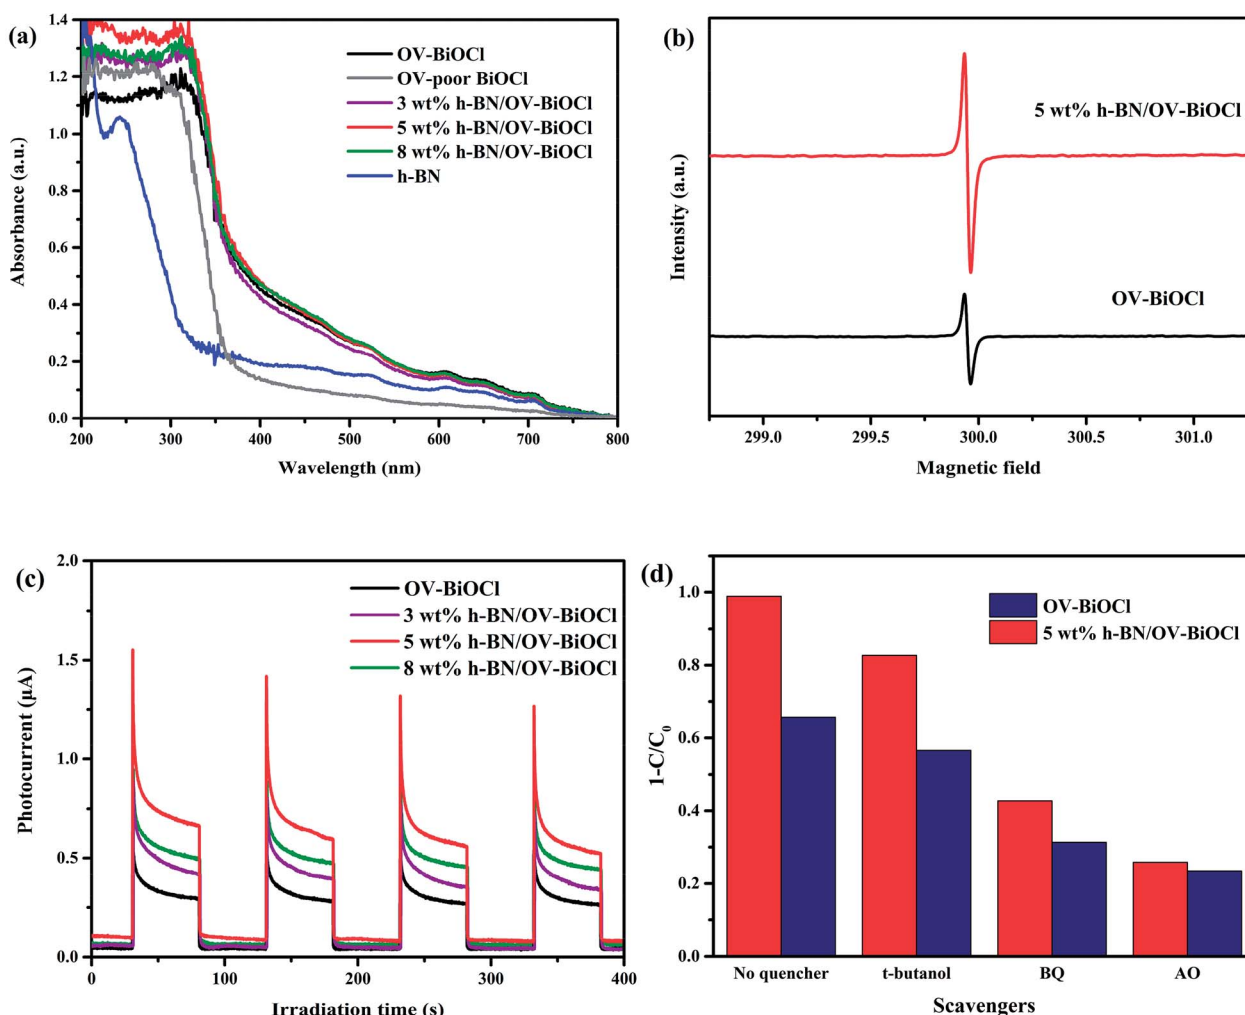 (a)
1.4
1.2
1.0
0.8
0.6
0.4
0.2
0.0
Absorbance (a.u.)
OV-BiOCl
OV-poor BiOCl
3 wt% h-BN/OV-BiOCl
5 wt% h-BN/OV-BiOCl
8 wt% h-BN/OV-BiOCl
h-BN
200 250 300 350 400 450 500 550 600 650 700 750 800
Wavelength (nm)
(b)
Intensity (a.u.)
5 wt% h-BN/OV-BiOCl
OV-BiOCl
299.0 299.5 300.0 300.5 301.0
Magnetic field
(c)
2.0
1.5
1.0
0.5
0.0
Photocurrent (μA)
OV-BiOCl
3 wt% h-BN/OV-BiOCl
5 wt% h-BN/OV-BiOCl
8 wt% h-BN/OV-BiOCl
0 100 200 300 400
Irradiation time (s)
(d)
1.0
0.8
0.6
0.4
0.2
0.0
1-C/C0
OV-BiOCl
5 wt% h-BN/OV-BiOCl
No quencher t-butanol BQ AO
Scavengers